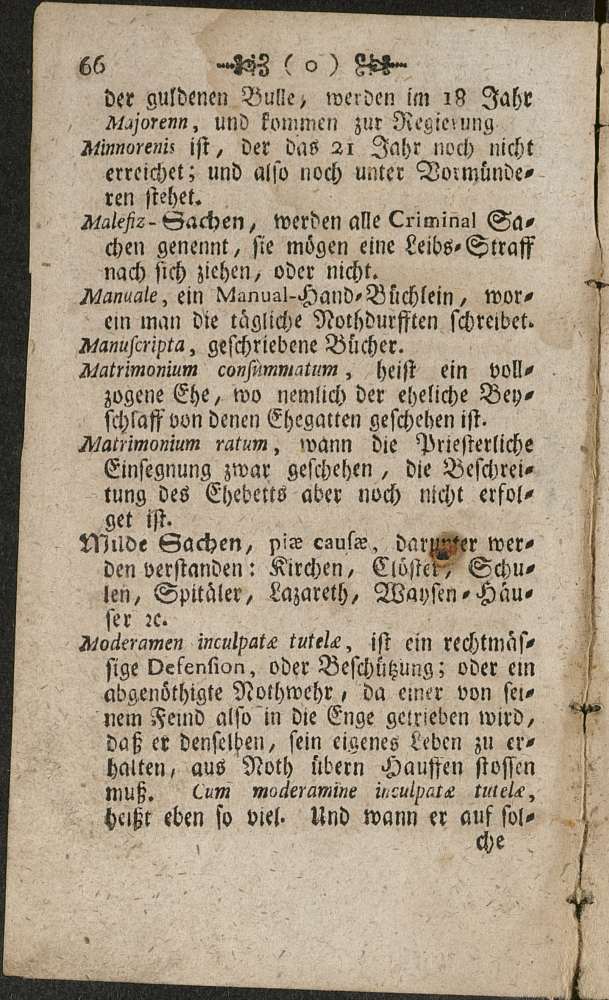 66 ( o )
der guldenen Bulle, werden im 18 Jahr
Majorenn, und kommen zur Regierung
Minnorenis ist, der das 21 Jahr noch nicht
erreichet; und also noch unter Vormünde-
ren stehet.
Malefiz-Sachen, werden alle Criminal Sa-
chen genennt, sie mögen eine Leibs-Straff
nach sich ziehen, oder nicht.
Manuale, ein Manual-Hand-Büchlein, wor-
ein man die tägliche Nothdurfften schreibet.
Manuscripta, geschriebene Bücher.
Matrimonium consummatum, heist ein voll-
zogene Ehe, wo nemlich der eheliche Bey-
schlaff von denen Ehegatten geschehen ist.
Matrimonium ratum, wann die Priesterliche
Einsegnung zwar geschehen, die Beschrei-
tung des Ehebetts aber noch nicht erfol-
get ist.
Milde Sachen, piæ causæ, darunter wer-
den verstanden: Kirchen, Clöster, Schu-
len, Spitäler, Lazareth, Waysen-Häu-
ser ꝛc.
Moderamen inculpatæ tutelæ, ist ein rechtmäs-
sige Defension, oder Beschützung; oder ein
abgenöthigte Nothwehr, da einer von sei-
nem Feind also in die Enge getrieben wird,
daß er denselben, sein eigenes Leben zu er-
halten, aus Noth übern Hauffen stossen
muß. Cum moderamine inculpatæ tutelæ,
heißt eben so viel. Und wann er auf sol-
che